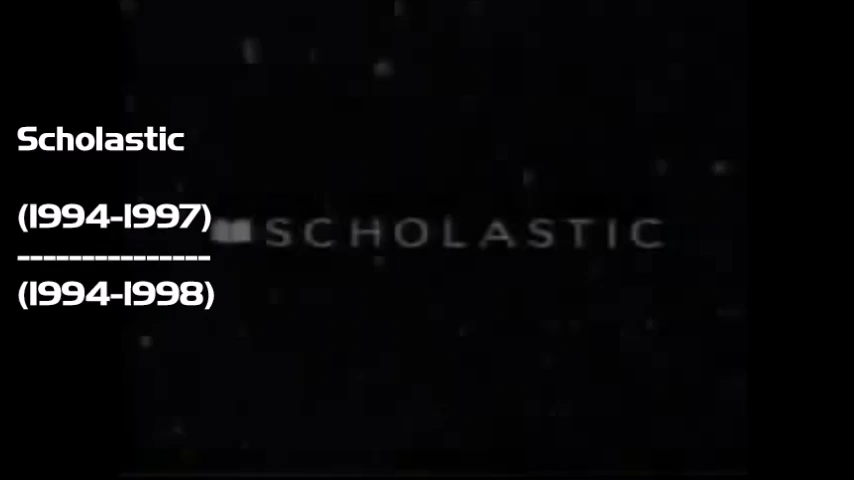 Scholastic
(1994-1997)
SCHOLASTIC
---------------
(1994-1998)